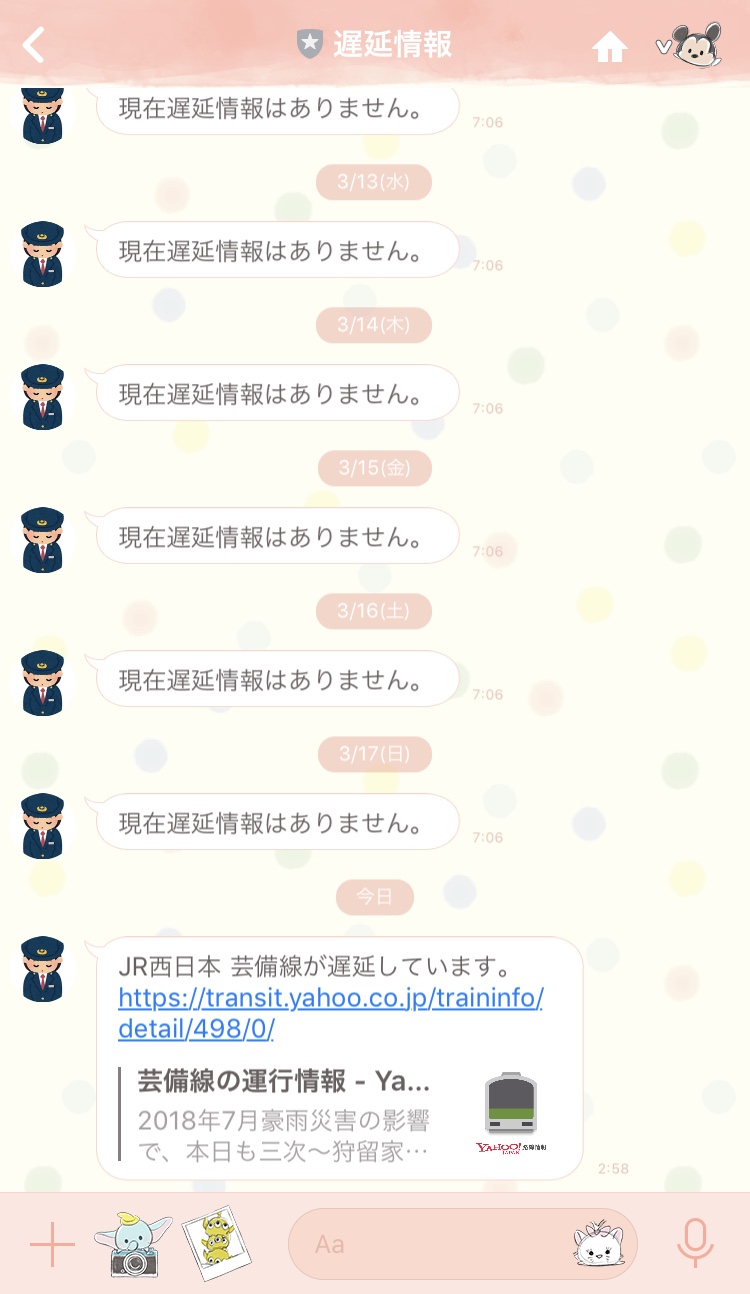 遅延情報
現在遅延情報はありません。
7:06
3/13(水)
現在遅延情報はありません。
7:06
3/14(木)
現在遅延情報はありません。
7:06
3/15(金)
現在遅延情報はありません。
7:06
3/16(土)
現在遅延情報はありません。
7:06
3/17(日)
現在遅延情報はありません。
7:06
今日
JR西日本 芸備線が遅延しています。
https://transit.yahoo.co.jp/traininfo/
detail/498/0/
芸備線の運行情報 - Ya...
2018年7月豪雨災害の影響
で、本日も三次〜狩留家…
YAHOO!
JAPAN
2:58
Aa